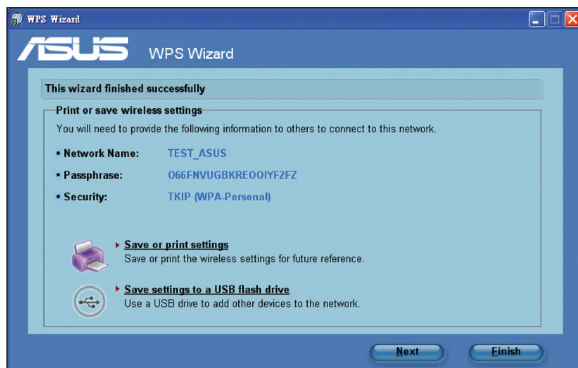 WPS Wizard
ASUS WPS Wizard
This wizard finished successfully
Print or save wireless settings
You will need to provide the following information to others to connect to this network.
▪ Network Name: TEST_ASUS
▪ Passphrase: O66FNVUGBKREOOIYF2FZ
▪ Security: TKIP (WPA-Personal)
Save or print settings
Save or print the wireless settings for future reference.
Save settings to a USB flash drive
Use a USB drive to add other devices to the network.
Next Finish